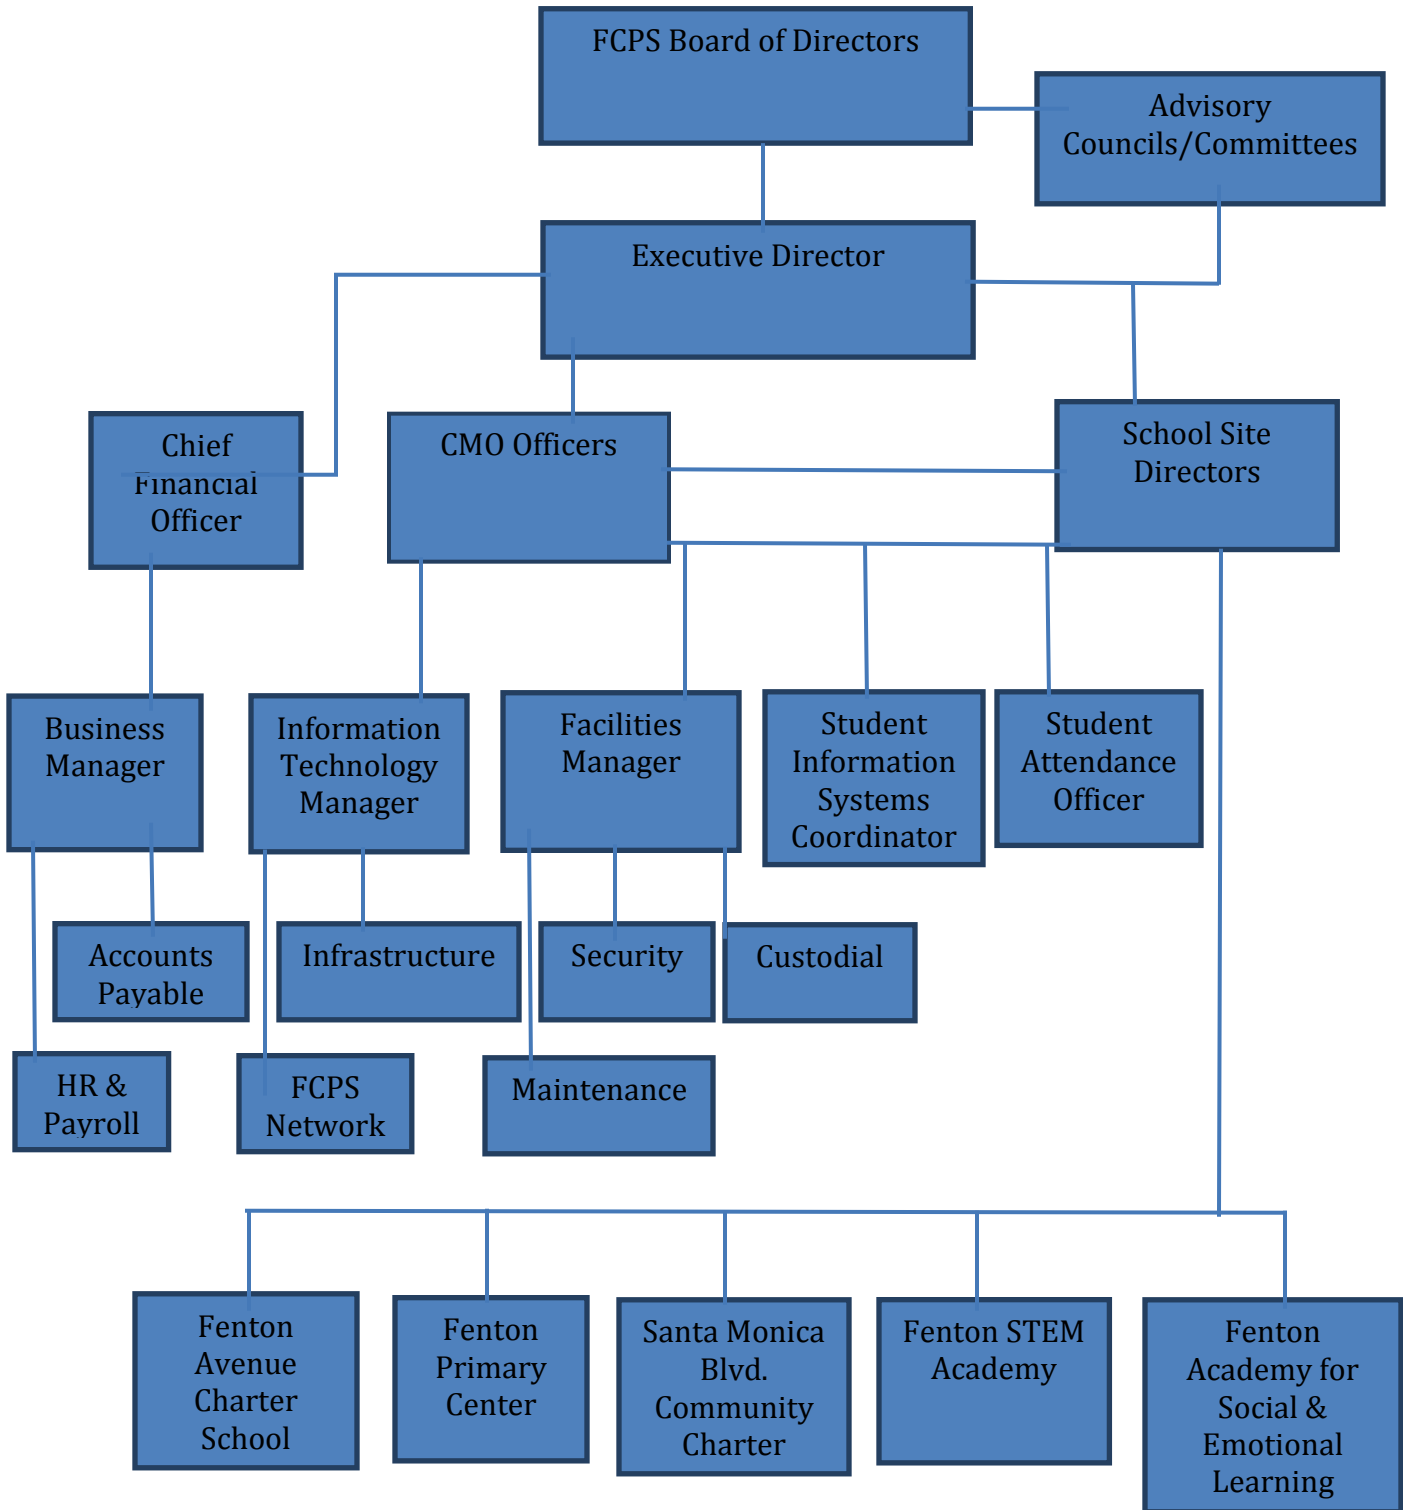 FCPS Board of Directors
Advisory
Councils/Committees
Executive Director
Chief
Financial
Officer
CMO Officers
School Site
Directors
Business
Manager
Information
Technology
Manager
Facilities
Manager
Student
Information
Systems
Coordinator
Student
Attendance
Officer
Accounts
Payable
Infrastructure
Security
Custodial
HR &
Payroll
FCPS
Network
Maintenance
Fenton
Avenue
Charter
School
Fenton
Primary
Center
Santa Monica
Blvd.
Community
Charter
Fenton STEM
Academy
Fenton
Academy for
Social &
Emotional
Learning